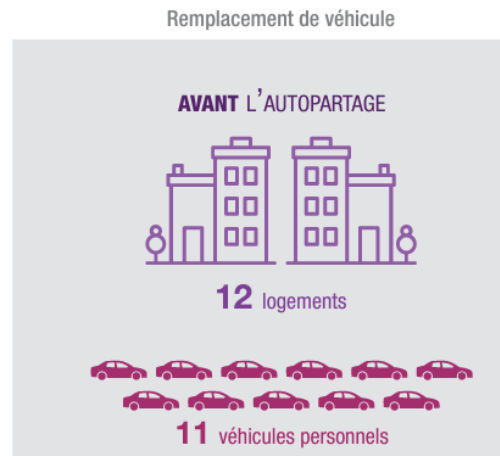 Remplacement de véhicule
AVANT L'AUTOPARTAGE
12 logements
11 véhicules personnels